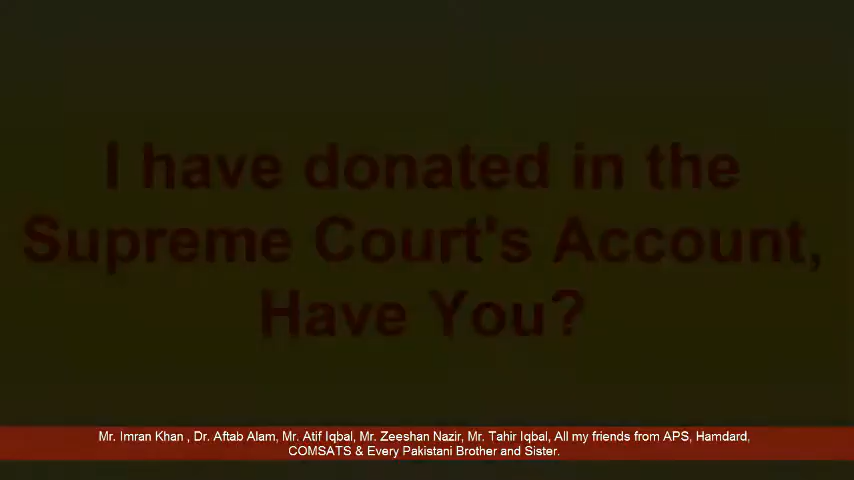 I have donated in the
Supreme Court's Account,
Have You?
Mr. Imran Khan , Dr. Aftab Alam, Mr. Atif Iqbal, Mr. Zeeshan Nazir, Mr. Tahir Iqbal, All my friends from APS, Hamdard,
COMSATS & Every Pakistani Brother and Sister.